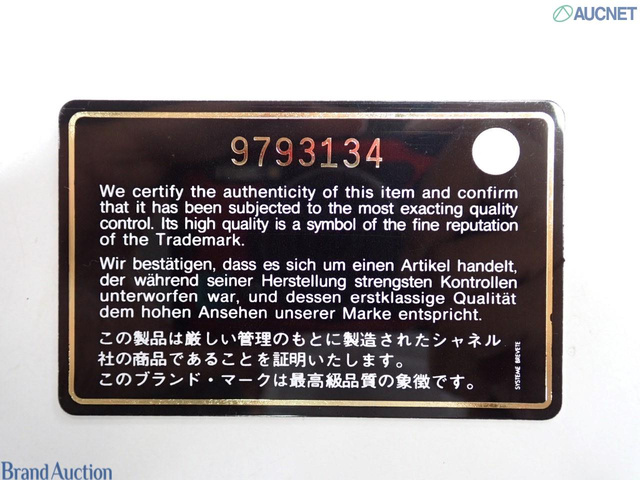 AUCNET
9793134
We certify the authenticity of this item and confirm
that it has been subjected to the most exacting quality
control. Its high quality is a symbol of the fine reputation
of the Trademark.
Wir bestätigen, dass es sich um einen Artikel handelt,
der während seiner Herstellung strengsten Kontrollen
unterworfen war, und dessen erstklassige Qualität
dem hohen Ansehen unserer Marke entspricht.
この製品は厳しい管理のもとに製造されたシャネル
社の商品であることを証明いたします。
このブランド・マークは最高級品質の象徴です。
SYSTEME BREVETE
Brand Auction